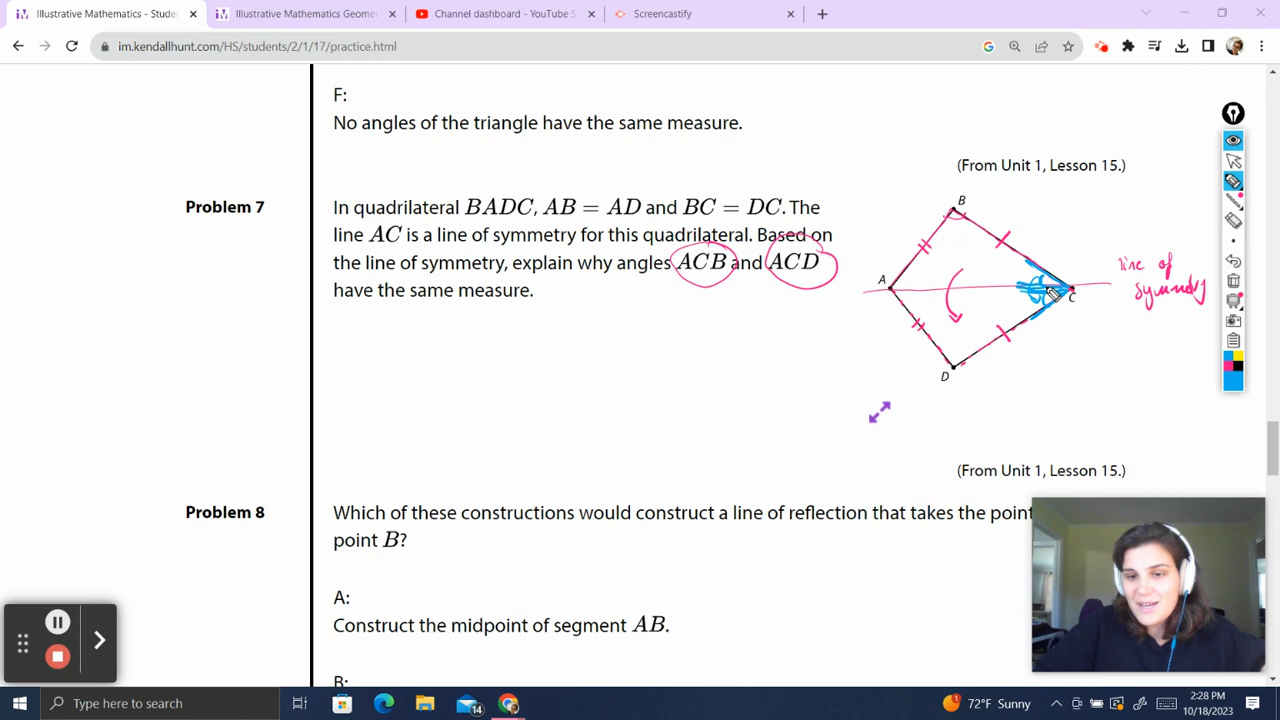 Illustrative Mathematics - Studen
Illustrative Mathematics Geomet
Channel dashboard - YouTube S
Screencastify
im.kendallhunt.com/HS/students/2/1/17/practice.html
F:
No angles of the triangle have the same measure.
(From Unit 1, Lesson 15.)
Problem 7
In quadrilateral BADC, AB = AD and BC = DC. The
line AC is a line of symmetry for this quadrilateral. Based on
the line of symmetry, explain why angles ACB and ACD
have the same measure.
B
A
C
D
line of
symmetry
(From Unit 1, Lesson 15.)
Problem 8
Which of these constructions would construct a line of reflection that takes the point
point B?
A:
Construct the midpoint of segment AB.
B:
Type here to search
14
72°F Sunny
2:28 PM
10/18/2023